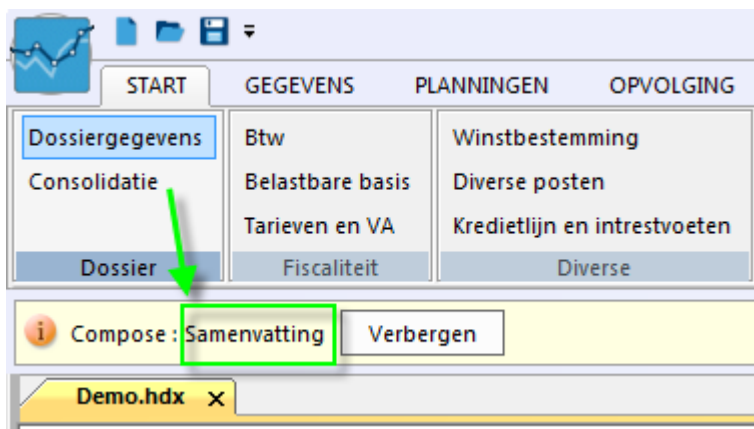 START GEGEVENS PLANNINGEN OPVOLGING
Dossiergegevens Btw Winstbestemming
Consolidatie Belastbare basis Diverse posten
Tarieven en VA Kredietlijn en intrestvoeten
Dossier Fiscaliteit Diverse
i Compose : Samenvatting Verbergen
Demo.hdx x